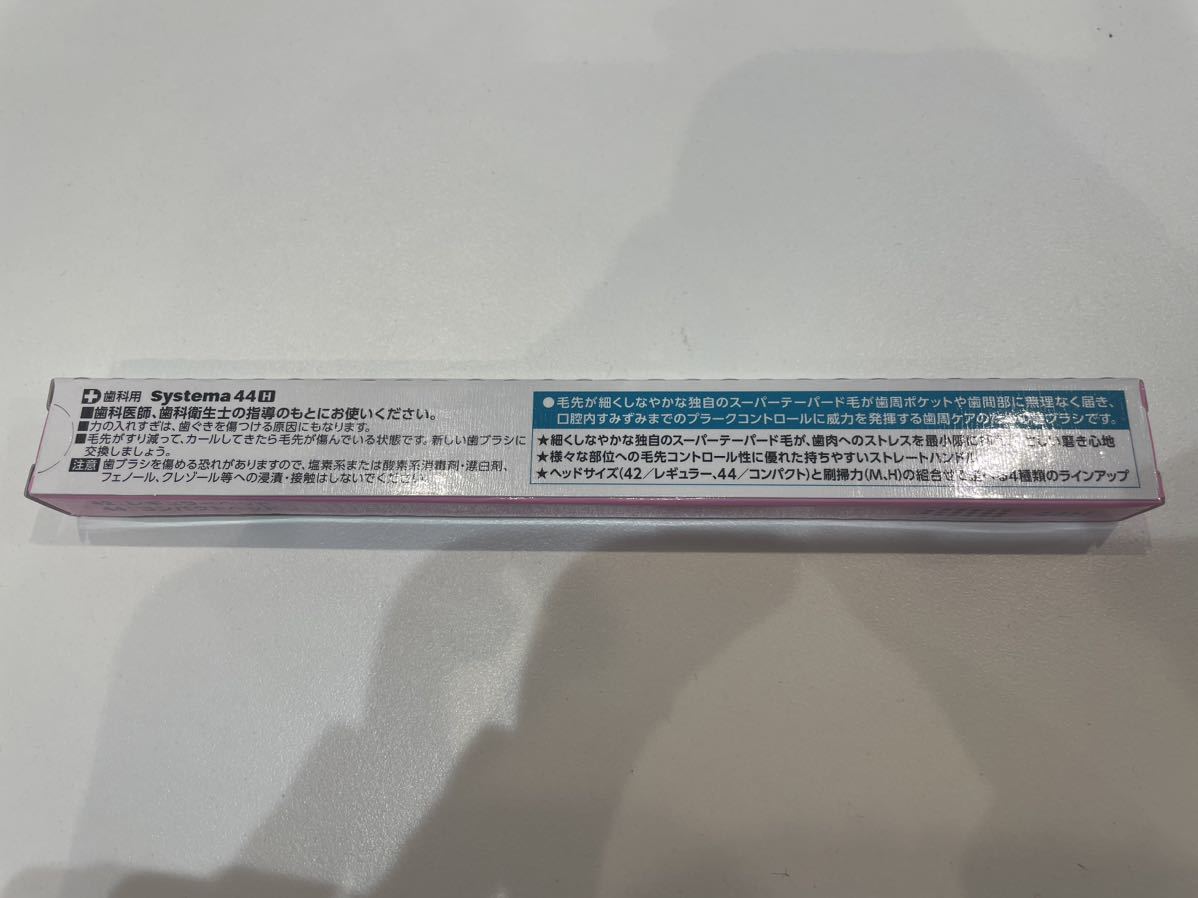 歯科用 Systema 44 H
■歯科医師、歯科衛生士の指導のもとにお使いください。
■力の入れすぎは、歯ぐきを傷つける原因にもなります。
■毛先がすり減って、カールしてきたら毛先が傷んでいる状態です。新しい歯ブラシに
交換しましょう。
注意 歯ブラシを傷める恐れがありますので、塩素系または酸素系消毒剤・漂白剤、
フェノール、クレゾール等への浸漬・接触はしないでください。
●毛先が細くしなやかな独自のスーパーテーパード毛が歯周ポケットや歯間部に無理なく届き、
口腔内すみずみまでのプラークコントロールに威力を発揮する歯周ケアのための歯ブラシです。
★細くしなやかな独自のスーパーテーパード毛が、歯肉へのストレスを最小限に 磨き心地
★様々な部位への毛先コントロール性に優れた持ちやすいストレートハンドル
★ヘッドサイズ(42/レギュラー、44/コンパクト)と刷掃力(M、H)の組合せで 4種類のラインアップ